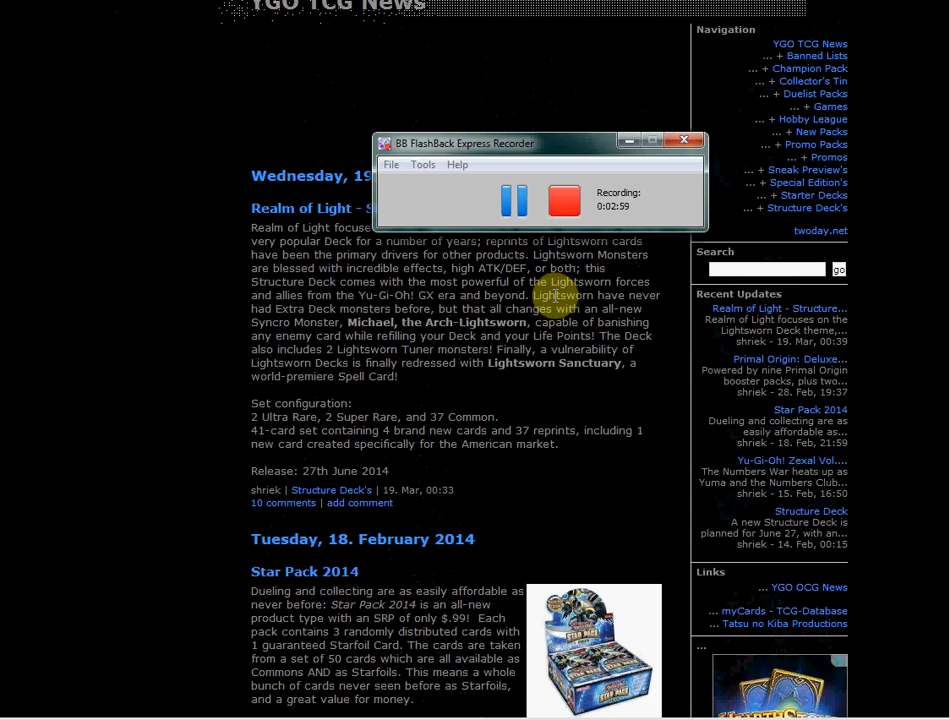 YGO TCG News
BB FlashBack Express Recorder
File Tools Help
Recording:
0:02:59
Wednesday, 19
Realm of Light - S
Realm of Light focuse
very popular Deck for a number of years; reprints of Lightsworn cards
have been the primary drivers for other products. Lightsworn Monsters
are blessed with incredible effects, high ATK/DEF, or both; this
Structure Deck comes with the most powerful of the Lightsworn forces
and allies from the Yu-Gi-Oh! GX era and beyond. Lightsworn have never
had Extra Deck monsters before, but that all changes with an all-new
Syncro Monster, Michael, the Arch-Lightsworn, capable of banishing
any enemy card while refilling your Deck and your Life Points! The Deck
also includes 2 Lightsworn Tuner monsters! Finally, a vulnerability of
Lightsworn Decks is finally redressed with Lightsworn Sanctuary, a
world-premiere Spell Card!
Set configuration:
2 Ultra Rare, 2 Super Rare, and 37 Common.
41-card set containing 4 brand new cards and 37 reprints, including 1
new card created specifically for the American market.
Release: 27th June 2014
shriek | Structure Deck's | 19. Mar, 00:33
10 comments | add comment
Tuesday, 18. February 2014
Star Pack 2014
Dueling and collecting are as easily affordable as
never before: Star Pack 2014 is an all-new
product type with an SRP of only $.99! Each
pack contains 3 randomly distributed cards with
1 guaranteed Starfoil Card. The cards are taken
from a set of 50 cards which are all available as
Commons AND as Starfoils. This means a whole
bunch of cards never seen before as Starfoils,
and a great value for money.
STAR PACK
Navigation
YGO TCG News
... + Banned Lists
... + Champion Pack
... + Collector's Tin
... + Duelist Packs
... + Games
... + Hobby League
... + New Packs
... + Promo Packs
... + Promos
... + Sneak Preview's
... + Special Edition's
... + Starter Decks
... + Structure Deck's
twoday.net
Search
go
Recent Updates
Realm of Light - Structure...
Realm of Light focuses on the
Lightsworn Deck theme,...
shriek - 19. Mar, 00:39
Primal Origin: Deluxe...
Powered by nine Primal Origin
booster packs, plus two...
shriek - 28. Feb, 19:37
Star Pack 2014
Dueling and collecting are as
easily affordable as...
shriek - 18. Feb, 21:59
Yu-Gi-Oh! Zexal Vol....
The Numbers War heats up as
Yuma and the Numbers Club...
shriek - 15. Feb, 16:50
Structure Deck
A new Structure Deck is
planned for June 27, with an...
shriek - 14. Feb, 00:15
Links
... YGO OCG News
... myCards - TCG-Database
... Tatsu no Kiba Productions
...